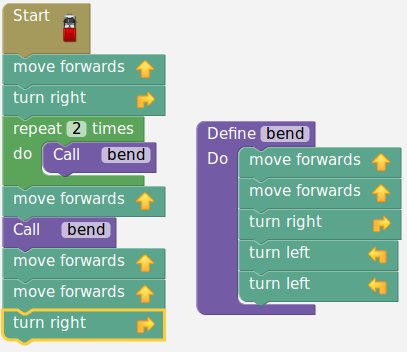 Start
move forwards
turn right
repeat 2 times
do Call bend
move forwards
Call bend
move forwards
move forwards
turn right
Define bend
Do move forwards
move forwards
turn right
turn left
turn left